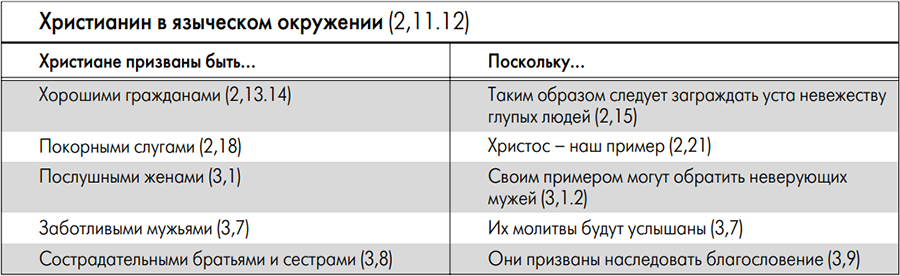 Христианин в языческом окружении (2,11.12)
Христиане призваны быть... Поскольку...
Хорошими гражданами (2,13.14) Таким образом следует заграждать уста невежеству
глупых людей (2,15)
Покорными слугами (2,18) Христос – наш пример (2,21)
Послушными женами (3,1) Своим примером могут обратить неверующих
мужей (3,1.2)
Заботливыми мужьями (3,7) Их молитвы будут услышаны (3,7)
Сострадательными братьями и сестрами (3,8) Они призваны наследовать благословение (3,9)